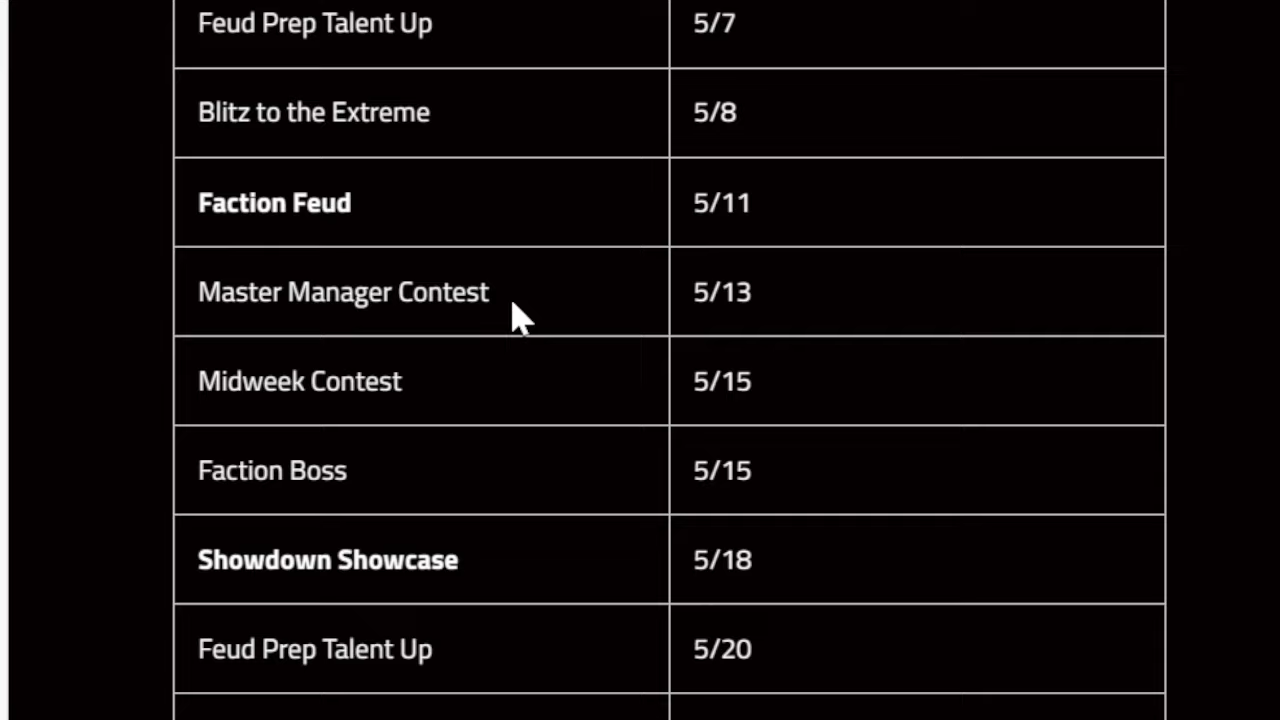 Feud Prep Talent Up 5/7
Blitz to the Extreme 5/8
Faction Feud 5/11
Master Manager Contest 5/13
Midweek Contest 5/15
Faction Boss 5/15
Showdown Showcase 5/18
Feud Prep Talent Up 5/20